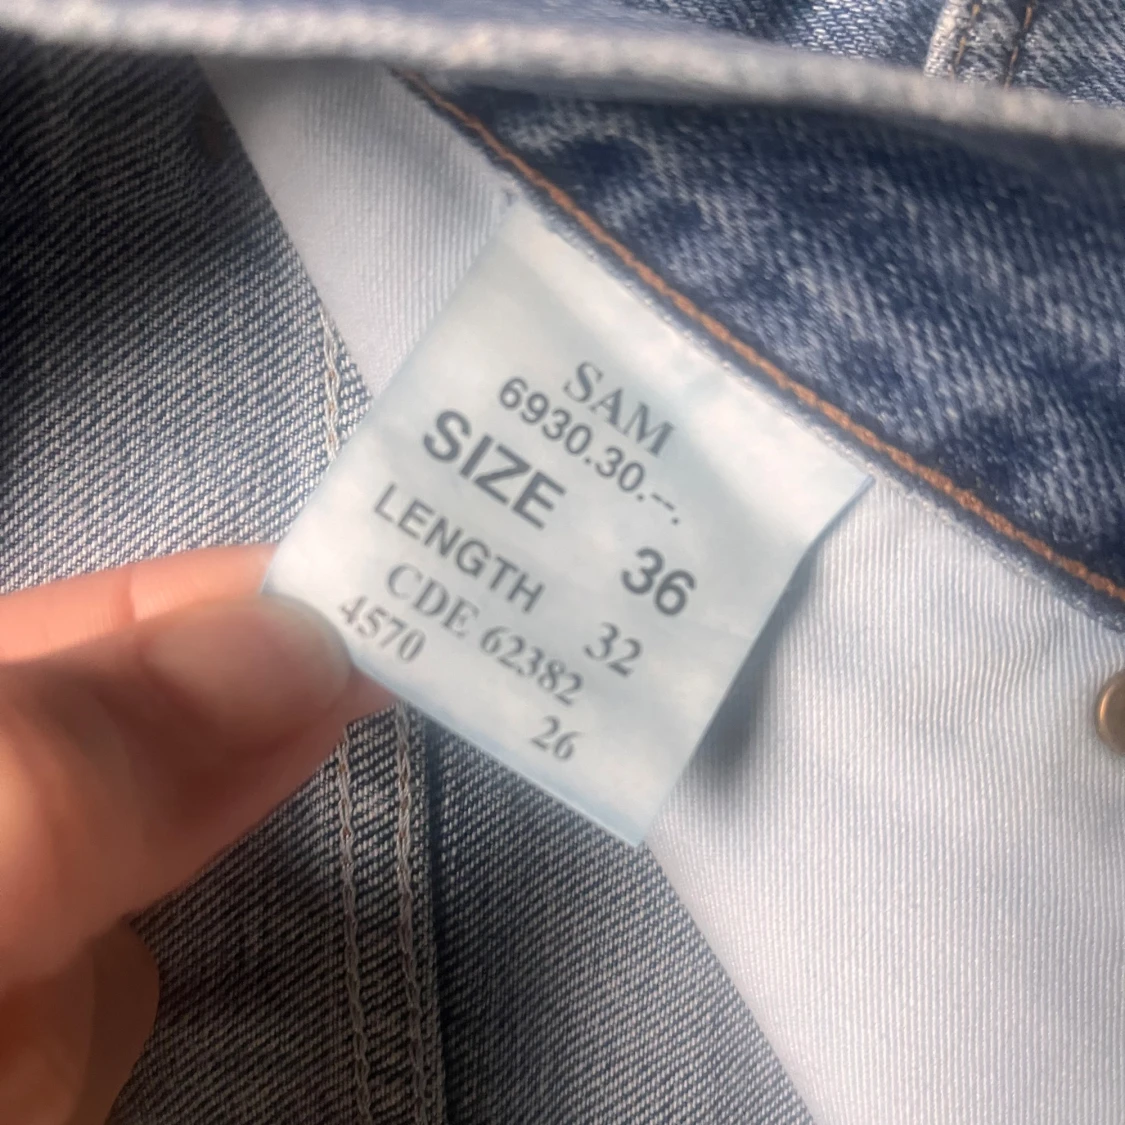 SAM
6930.30.--.
SIZE 36
LENGTH 32
CDE 62382
4570 26